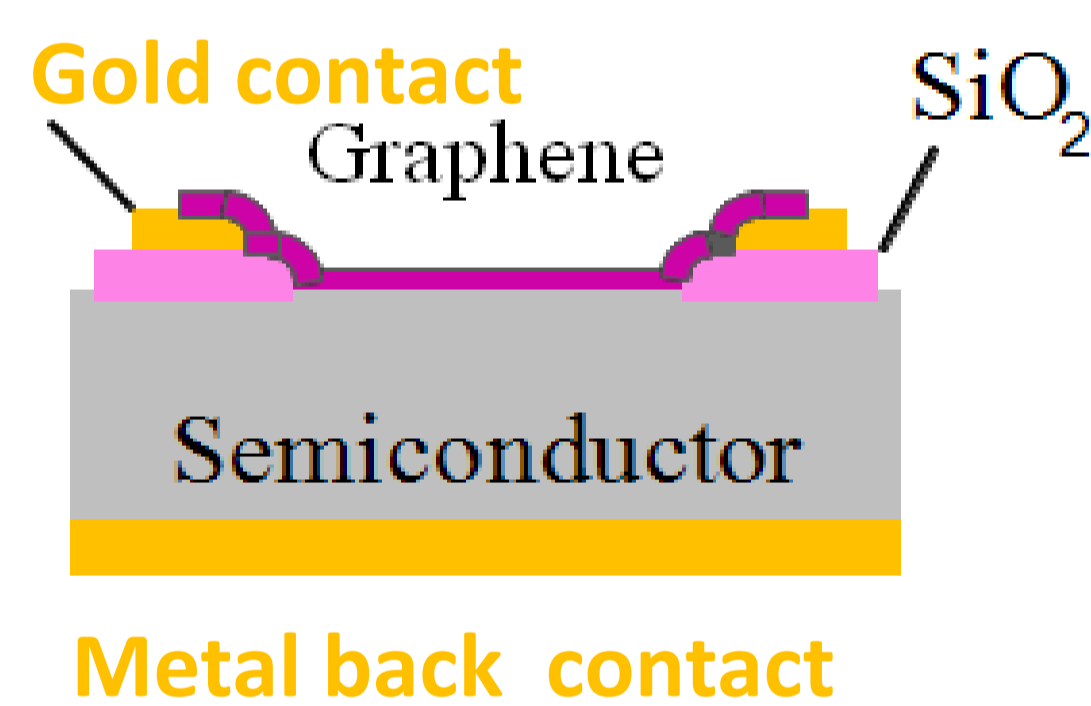 Gold contact
SiO₂
Graphene
Semiconductor
Metal back contact